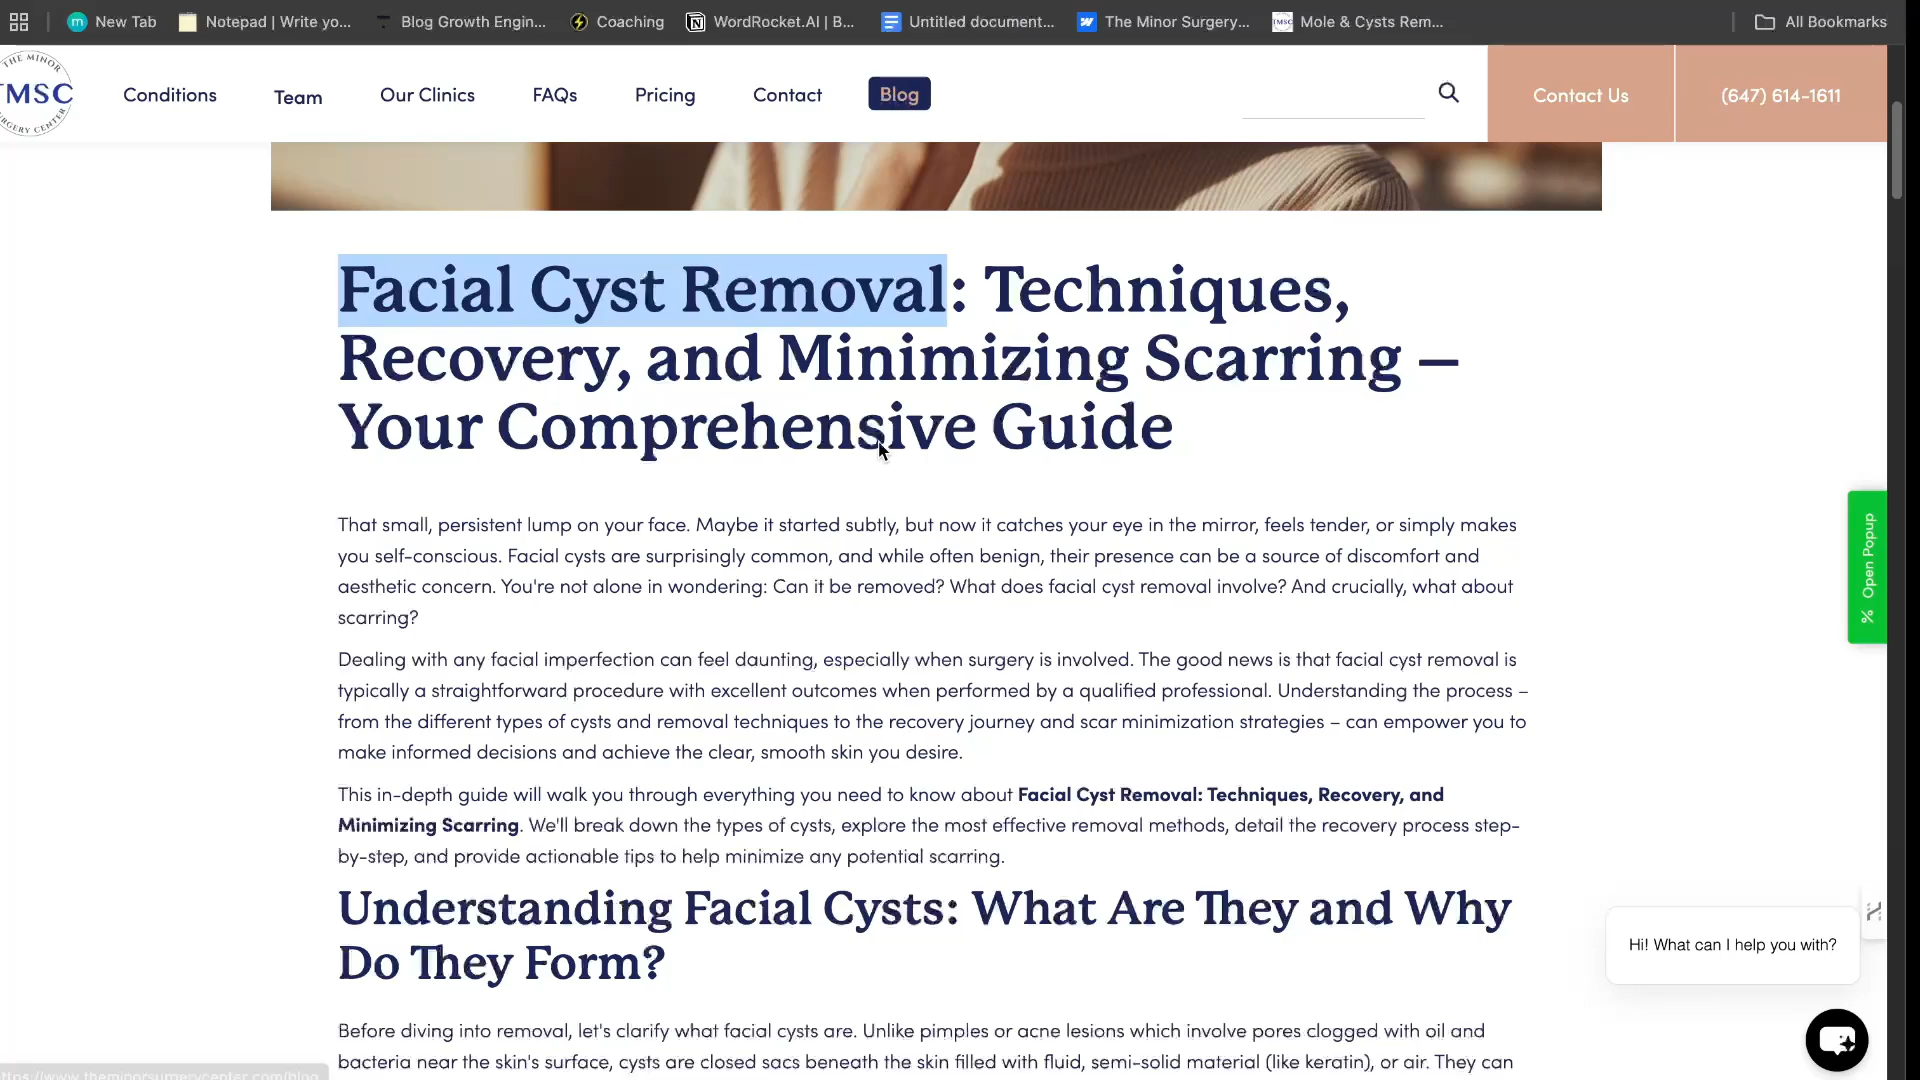 New Tab
Notepad | Write yo...
Blog Growth Engin...
Coaching
WordRocket.AI | B...
Untitled document...
The Minor Surgery...
Mole & Cysts Rem...
All Bookmarks
THE MINOR
TMSC
SURGERY CENTER
Conditions
Team
Our Clinics
FAQs
Pricing
Contact
Blog
Contact Us
(647) 614-1611
Facial Cyst Removal: Techniques,
Recovery, and Minimizing Scarring —
Your Comprehensive Guide
That small, persistent lump on your face. Maybe it started subtly, but now it catches your eye in the mirror, feels tender, or simply makes
you self-conscious. Facial cysts are surprisingly common, and while often benign, their presence can be a source of discomfort and
aesthetic concern. You're not alone in wondering: Can it be removed? What does facial cyst removal involve? And crucially, what about
scarring?
Dealing with any facial imperfection can feel daunting, especially when surgery is involved. The good news is that facial cyst removal is
typically a straightforward procedure with excellent outcomes when performed by a qualified professional. Understanding the process –
from the different types of cysts and removal techniques to the recovery journey and scar minimization strategies – can empower you to
make informed decisions and achieve the clear, smooth skin you desire.
This in-depth guide will walk you through everything you need to know about Facial Cyst Removal: Techniques, Recovery, and
Minimizing Scarring. We'll break down the types of cysts, explore the most effective removal methods, detail the recovery process step-
by-step, and provide actionable tips to help minimize any potential scarring.
Understanding Facial Cysts: What Are They and Why
Do They Form?
Before diving into removal, let's clarify what facial cysts are. Unlike pimples or acne lesions which involve pores clogged with oil and
bacteria near the skin's surface, cysts are closed sacs beneath the skin filled with fluid, semi-solid material (like keratin), or air. They can
% Open Popup
Hi! What can I help you with?
ttps://www.theminorsurgerycenter.com/blog